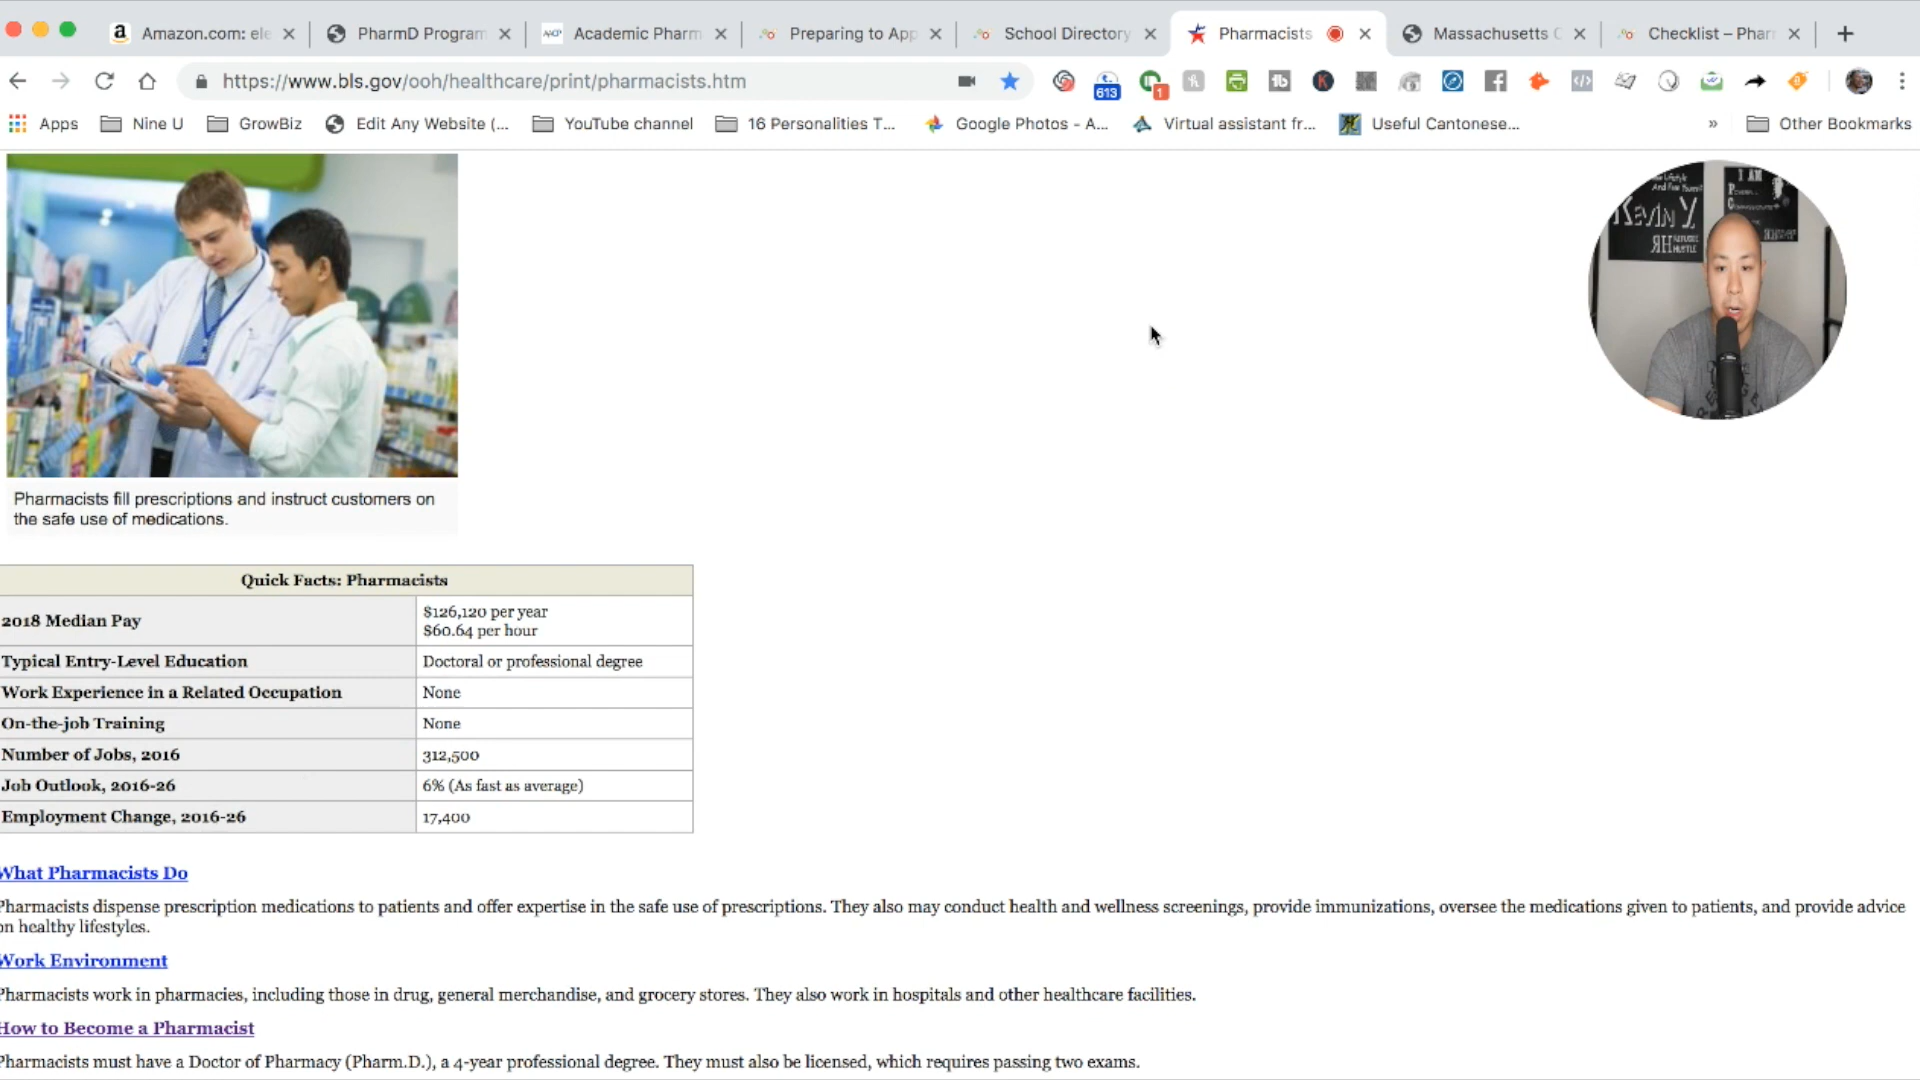 Amazon.com: ele
PharmD Program
Academic Pharm
Preparing to App
School Directory
Pharmacists
Massachusetts C
Checklist – Phar
https://www.bls.gov/ooh/healthcare/print/pharmacists.htm
613
1
Apps
Nine U
GrowBiz
Edit Any Website (...
YouTube channel
16 Personalities T...
Google Photos - A...
Virtual assistant fr...
Useful Cantonese...
»
Other Bookmarks
And Few Yourself
KEVIN Y.
RH REFUGEE
HUSTLE
I AM
Pharmacists fill prescriptions and instruct customers on
the safe use of medications.
Quick Facts: Pharmacists
2018 Median Pay
$126,120 per year
$60.64 per hour
Typical Entry-Level Education
Doctoral or professional degree
Work Experience in a Related Occupation
None
On-the-job Training
None
Number of Jobs, 2016
312,500
Job Outlook, 2016-26
6% (As fast as average)
Employment Change, 2016-26
17,400
What Pharmacists Do
Pharmacists dispense prescription medications to patients and offer expertise in the safe use of prescriptions. They also may conduct health and wellness screenings, provide immunizations, oversee the medications given to patients, and provide advice
on healthy lifestyles.
Work Environment
Pharmacists work in pharmacies, including those in drug, general merchandise, and grocery stores. They also work in hospitals and other healthcare facilities.
How to Become a Pharmacist
Pharmacists must have a Doctor of Pharmacy (Pharm.D.), a 4-year professional degree. They must also be licensed, which requires passing two exams.